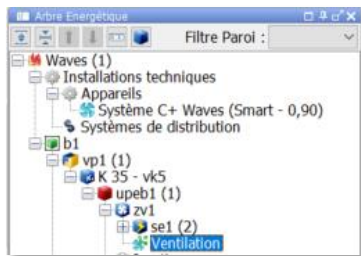 Arbre Energétique
Filtre Paroi :
Waves (1)
Installations techniques
Appareils
Système C+ Waves (Smart - 0,90)
Systèmes de distribution
b1
vp1 (1)
K 35 - vk5
upeb1 (1)
zv1
se1 (2)
Ventilation